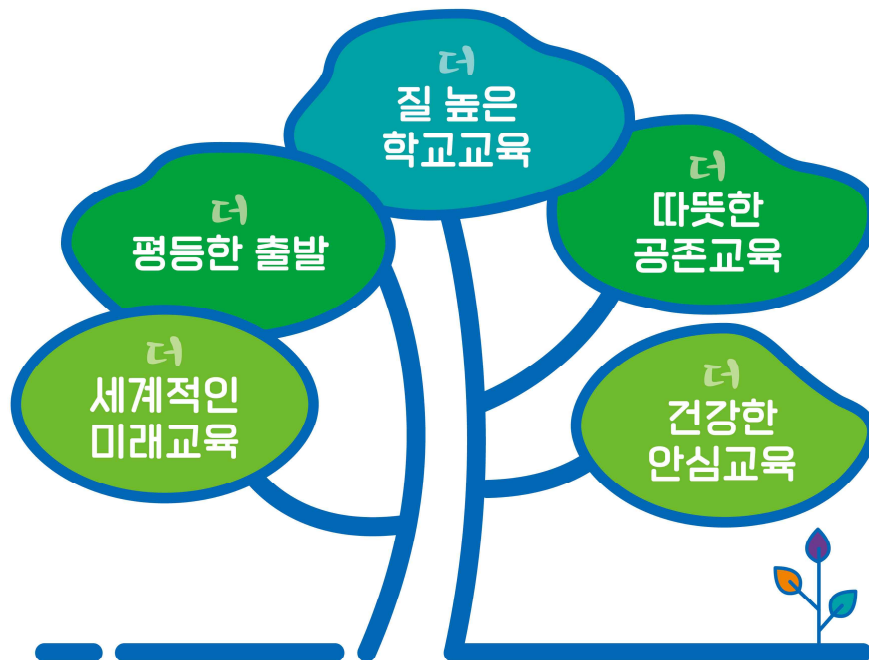 더
질 높은
학교교육
더
평등한 출발
더
따뜻한
공존교육
더
세계적인
미래교육
더
건강한
안심교육